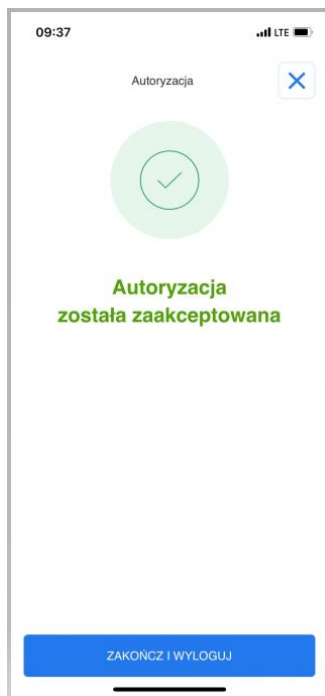 09:37
LTE
Autoryzacja
Autoryzacja
została zaakceptowana
ZAKOŃCZ I WYLOGUJ